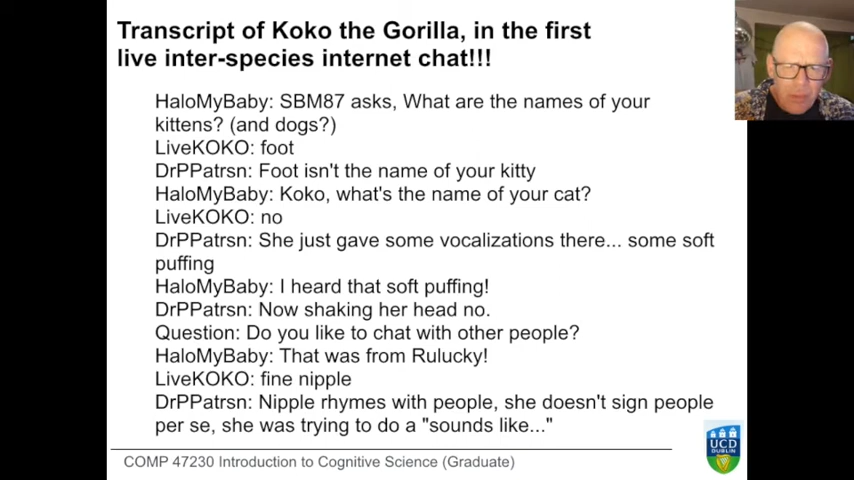 Transcript of Koko the Gorilla, in the first
live inter-species internet chat!!!
HaloMyBaby: SBM87 asks, What are the names of your
kittens? (and dogs?)
LiveKOKO: foot
DrPPatrsn: Foot isn't the name of your kitty
HaloMyBaby: Koko, what's the name of your cat?
LiveKOKO: no
DrPPatrsn: She just gave some vocalizations there... some soft
puffing
HaloMyBaby: I heard that soft puffing!
DrPPatrsn: Now shaking her head no.
Question: Do you like to chat with other people?
HaloMyBaby: That was from Rulucky!
LiveKOKO: fine nipple
DrPPatrsn: Nipple rhymes with people, she doesn't sign people
per se, she was trying to do a "sounds like..."
COMP 47230 Introduction to Cognitive Science (Graduate)
UCD
DUBLIN